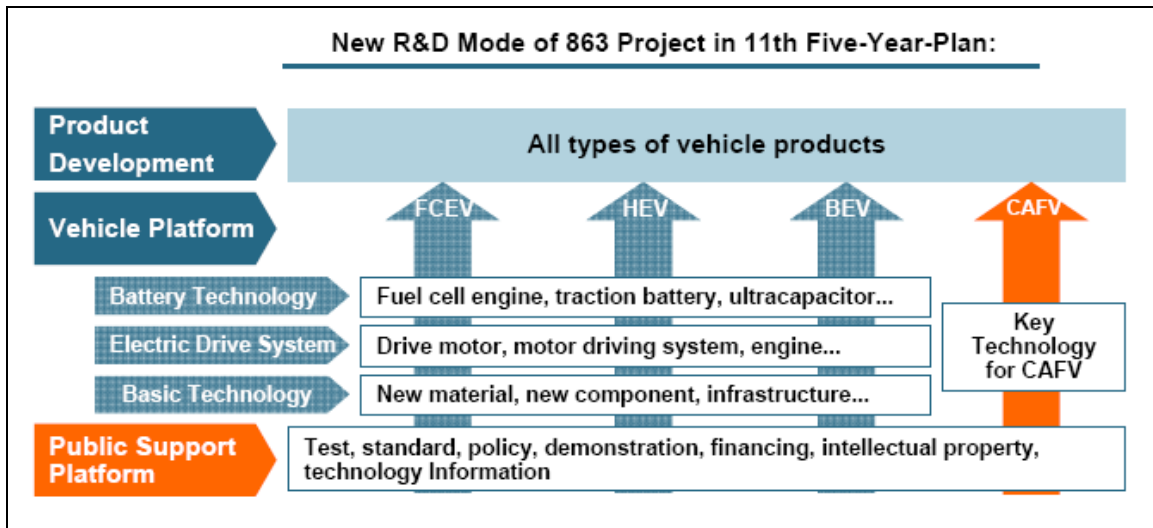 New R&D Mode of 863 Project in 11th Five-Year-Plan:
Product
Development
All types of vehicle products
Vehicle Platform
FCEV
HEV
BEV
CAFV
Battery Technology
Fuel cell engine, traction battery, ultracapacitor...
Electric Drive System
Drive motor, motor driving system, engine...
Basic Technology
New material, new component, infrastructure...
Key
Technology
for CAFV
Public Support
Platform
Test, standard, policy, demonstration, financing, intellectual property,
technology Information